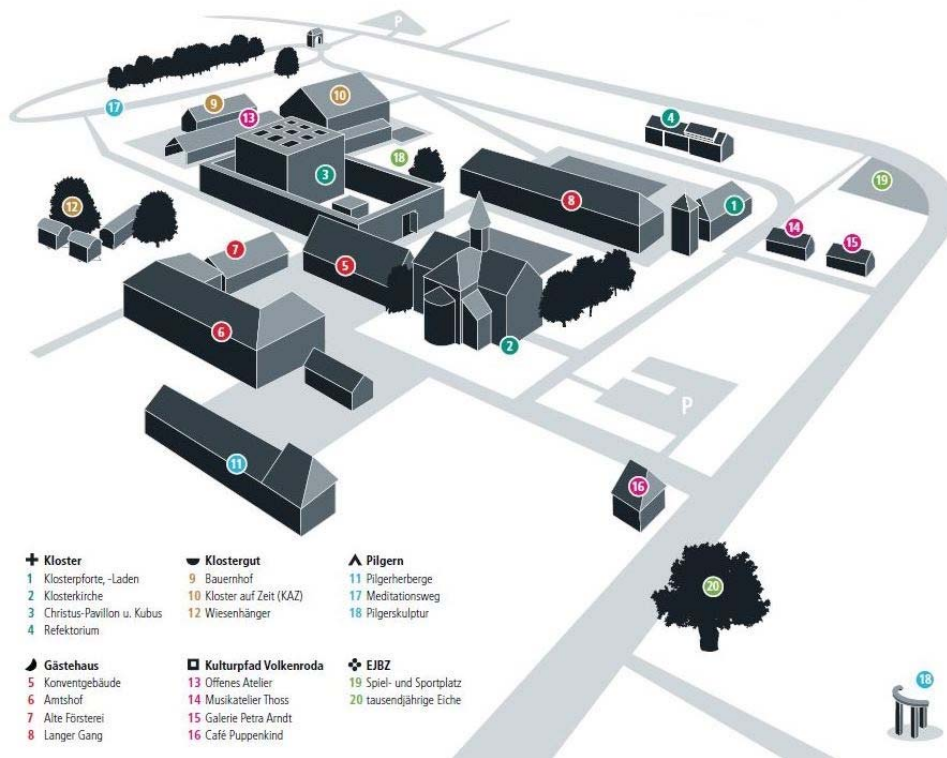 P
17
9
10
13
4
3
18
19
12
8
1
14
15
7
5
6
2
P
11
16
20
18
Kloster
1 Klosterpforte, -Laden
2 Klosterkirche
3 Christus-Pavillon u. Kubus
4 Refektorium
Klostergut
9 Bauernhof
10 Kloster auf Zeit (KAZ)
12 Wiesenhänger
Pilgern
11 Pilgerherberge
17 Meditationsweg
18 Pilgerskulptur
Gästehaus
5 Konventgebäude
6 Amtshof
7 Alte Försterei
8 Langer Gang
Kulturpfad Volkenroda
13 Offenes Atelier
14 Musikatelier Thoss
15 Galerie Petra Arndt
16 Café Puppenkind
EJBZ
19 Spiel- und Sportplatz
20 tausendjährige Eiche